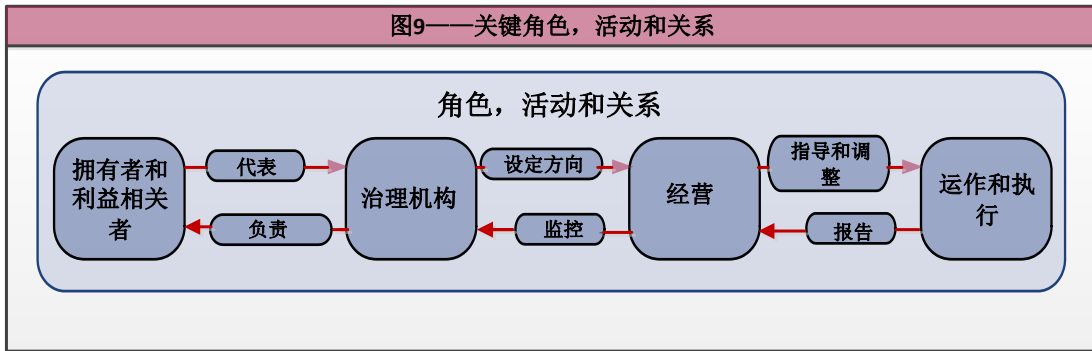 图9——关键角色，活动和关系
角色，活动和关系
拥有者和
利益相关
者
代表
负责
治理机构
设定方向
监控
经营
指导和调
整
报告
运作和执
行